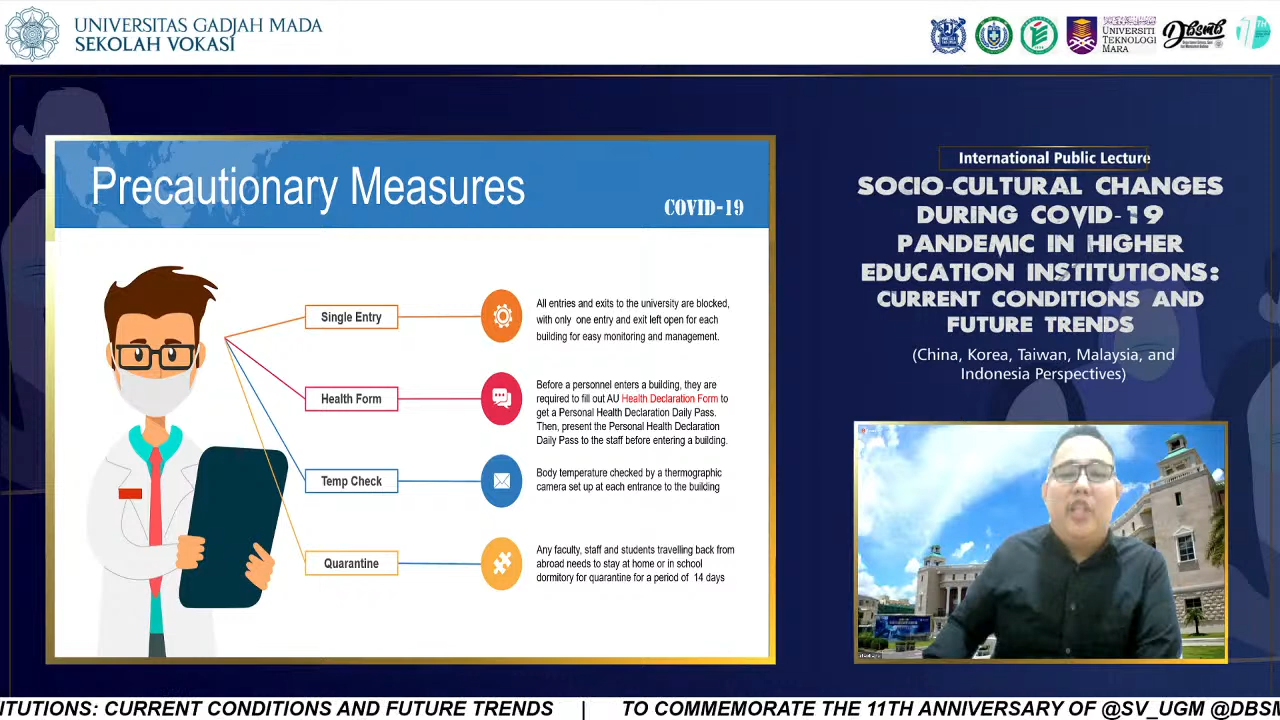 UNIVERSITAS GADJAH MADA
SEKOLAH VOKASI
UNIVERSITI
TEKNOLOGI
MARA
Dbsmb
Precautionary Measures
COVID-19
Single Entry
All entries and exits to the university are blocked,
with only one entry and exit left open for each
building for easy monitoring and management.
Health Form
Before a personnel enters a building, they are
required to fill out AU Health Declaration Form to
get a Personal Health Declaration Daily Pass.
Then, present the Personal Health Declaration
Daily Pass to the staff before entering a building.
Temp Check
Body temperature checked by a thermographic
camera set up at each entrance to the building
Quarantine
Any faculty, staff and students travelling back from
abroad needs to stay at home or in school
dormitory for quarantine for a period of 14 days
International Public Lecture
SOCIO-CULTURAL CHANGES
DURING COVID-19
PANDEMIC IN HIGHER
EDUCATION INSTITUTIONS:
CURRENT CONDITIONS AND
FUTURE TRENDS
(China, Korea, Taiwan, Malaysia, and
Indonesia Perspectives)
ITUTIONS: CURRENT CONDITIONS AND FUTURE TRENDS | TO COMMEMORATE THE 11TH ANNIVERSARY OF @SV_UGM @DBSI